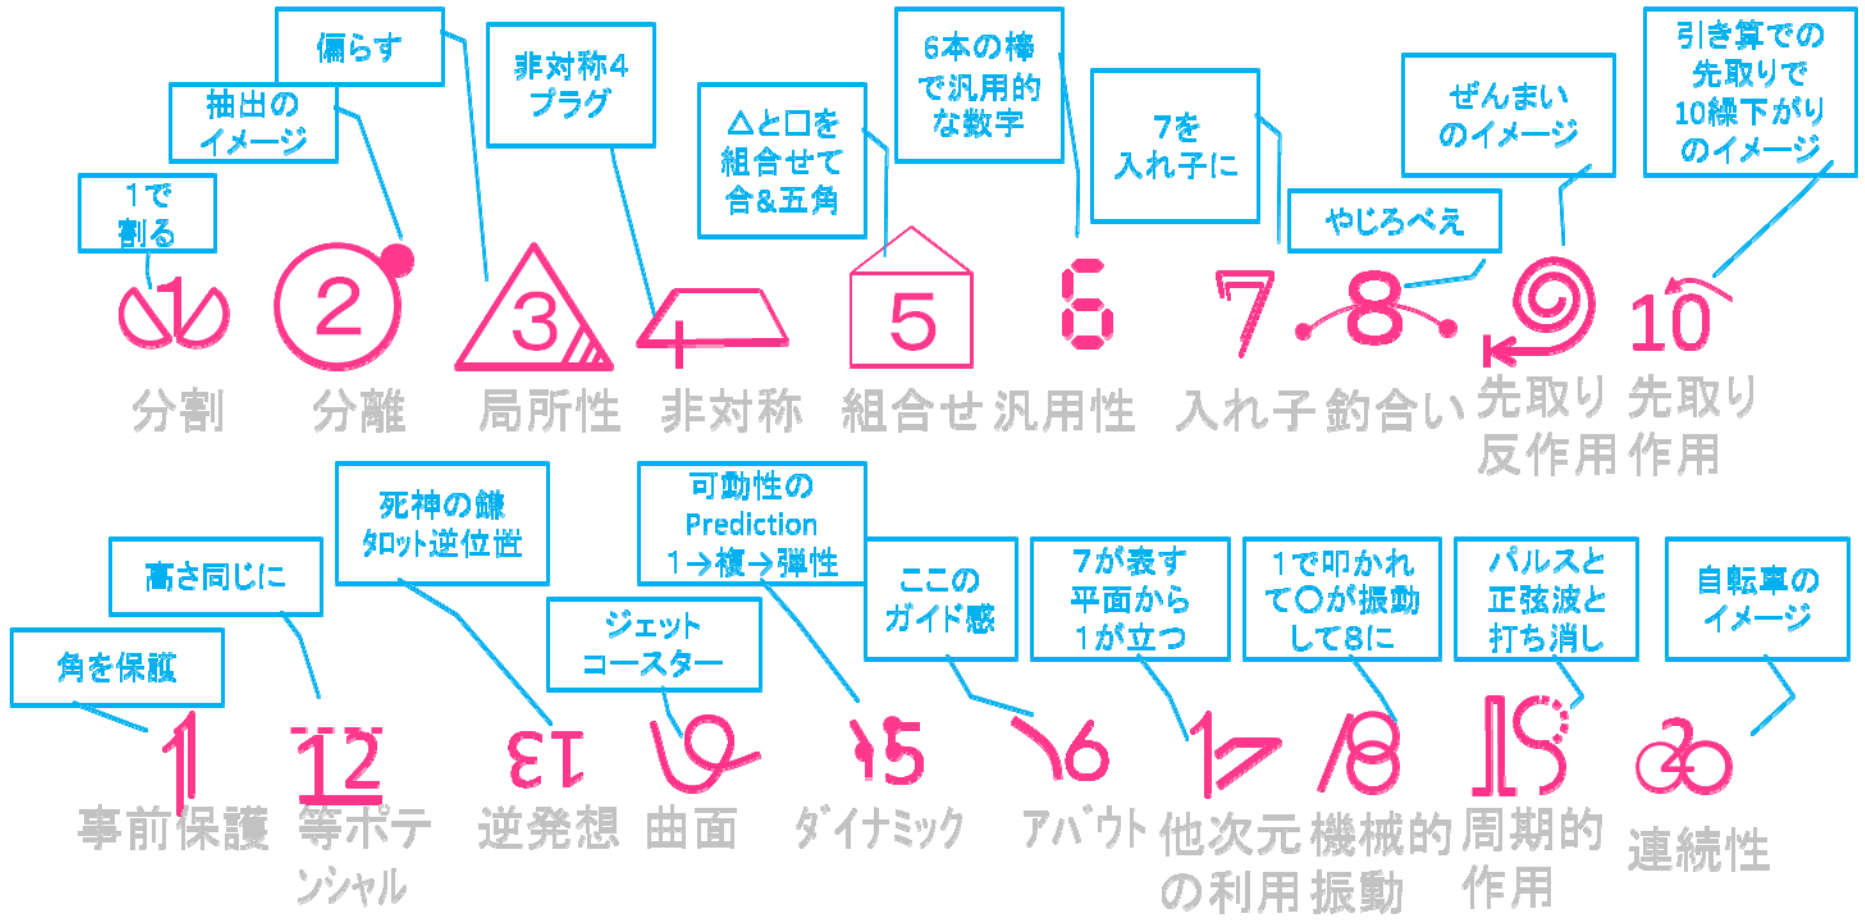 偏らす
抽出の
イメージ
1で
割る
非対称4
プラグ
△と□を
組合せて
合&五角
6本の棒
で汎用的
な数字
7を
入れ子に
やじろべえ
ぜんまい
のイメージ
引き算での
先取りで
10繰下がり
のイメージ
1
2
3
5
6
7
8
10
分割
分離
局所性
非対称
組合せ
汎用性
入れ子
釣合い
先取り
反作用
先取り
作用
角を保護
高さ同じに
死神の鎌
タロット逆位置
ジェット
コースター
可動性の
Prediction
1→複→弾性
ここの
ガイド感
7が表す
平面から
1が立つ
1で叩かれ
て〇が振動
して8に
パルスと
正弦波と
打ち消し
自転車の
イメージ
11
12
13
15
16
17
18
19
20
事前保護
等ポテ
ンシャル
逆発想
曲面
ダイナミック
アバウト
他次元
の利用
機械的
振動
周期的
作用
連続性